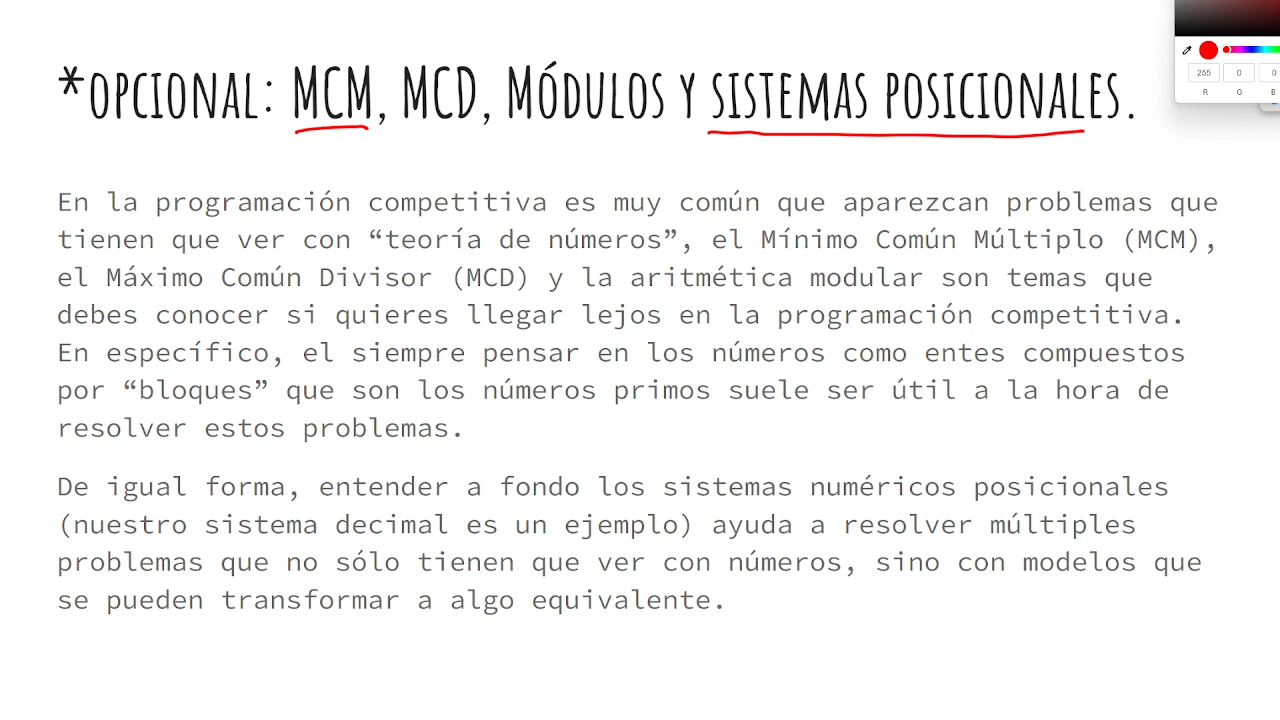 *opcional: MCM, MCD, Módulos y sistemas posicionales.
En la programación competitiva es muy común que aparezcan problemas que
tienen que ver con “teoría de números”, el Mínimo Común Múltiplo (MCM),
el Máximo Común Divisor (MCD) y la aritmética modular son temas que
debes conocer si quieres llegar lejos en la programación competitiva.
En específico, el siempre pensar en los números como entes compuestos
por “bloques” que son los números primos suele ser útil a la hora de
resolver estos problemas.
De igual forma, entender a fondo los sistemas numéricos posicionales
(nuestro sistema decimal es un ejemplo) ayuda a resolver múltiples
problemas que no sólo tienen que ver con números, sino con modelos que
se pueden transformar a algo equivalente.
255 0 0
R G B